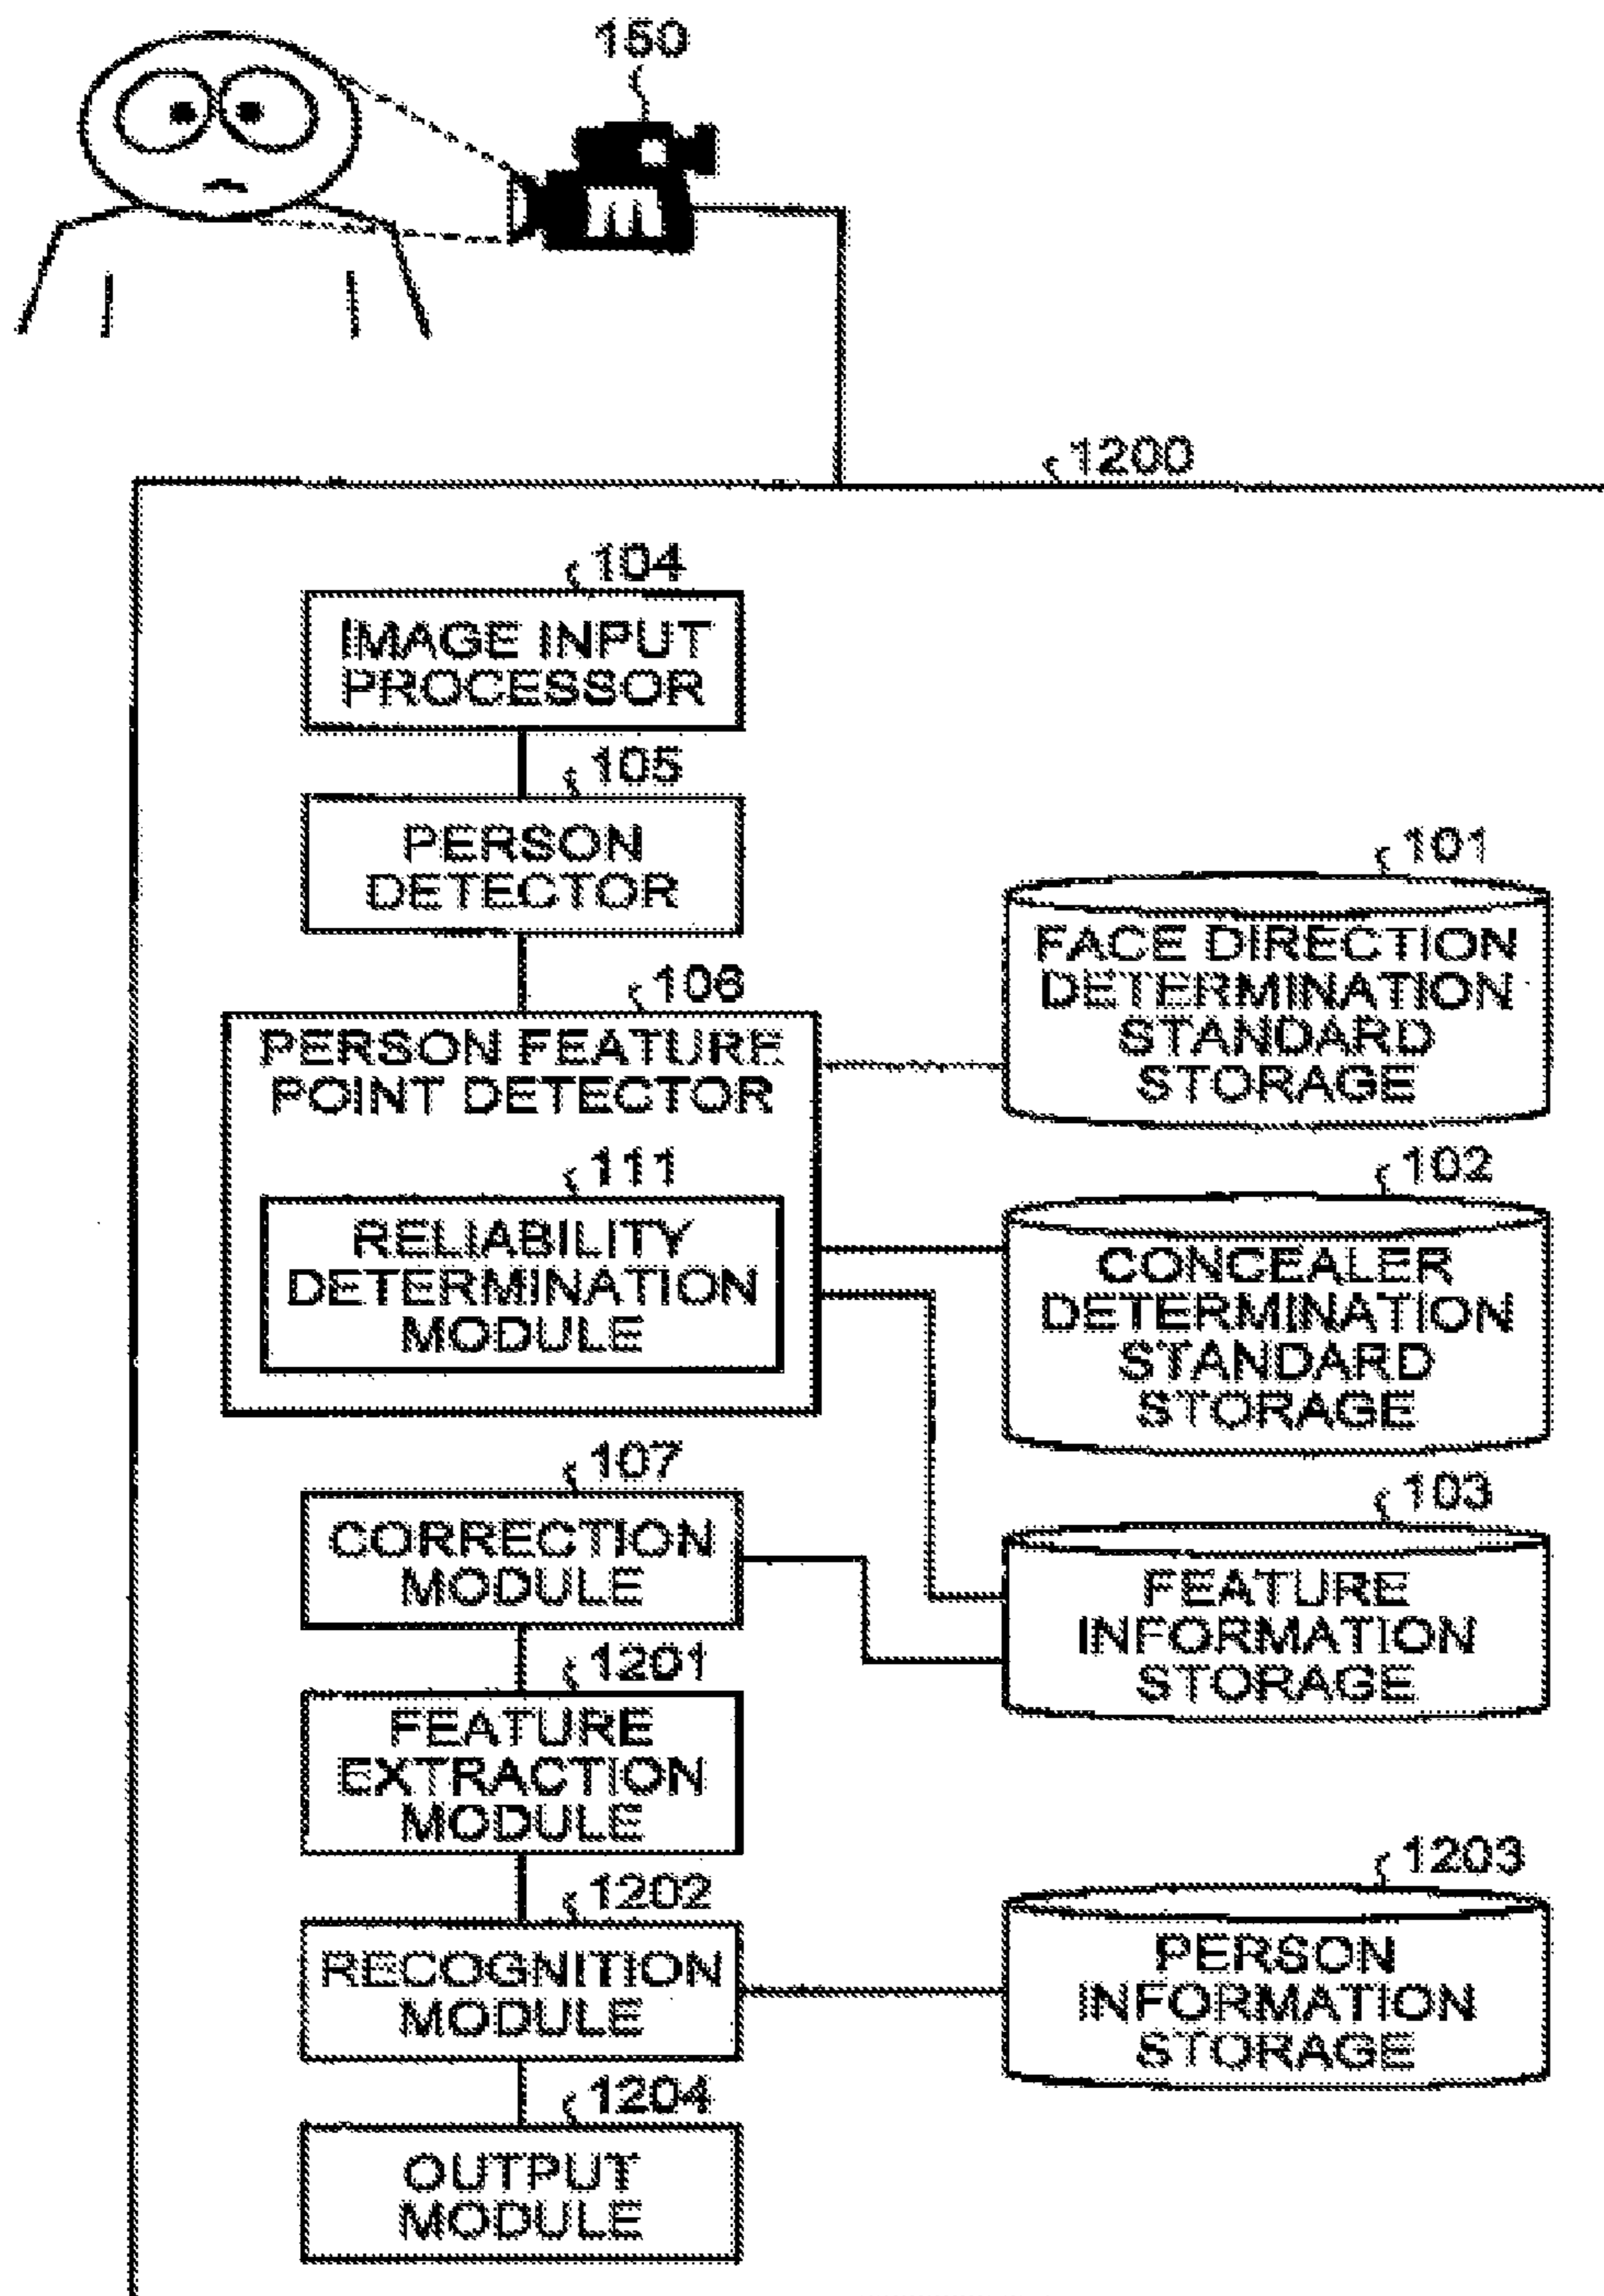 150
1200
104
IMAGE INPUT
PROCESSOR
105
PERSON
DETECTOR
106
PERSON FEATURE
POINT DETECTOR
111
RELIABILITY
DETERMINATION
MODULE
101
FACE DIRECTION
DETERMINATION
STANDARD
STORAGE
102
CONCEALER
DETERMINATION
STANDARD
STORAGE
107
CORRECTION
MODULE
103
FEATURE
INFORMATION
STORAGE
1201
FEATURE
EXTRACTION
MODULE
1202
RECOGNITION
MODULE
1203
PERSON
INFORMATION
STORAGE
1204
OUTPUT
MODULE